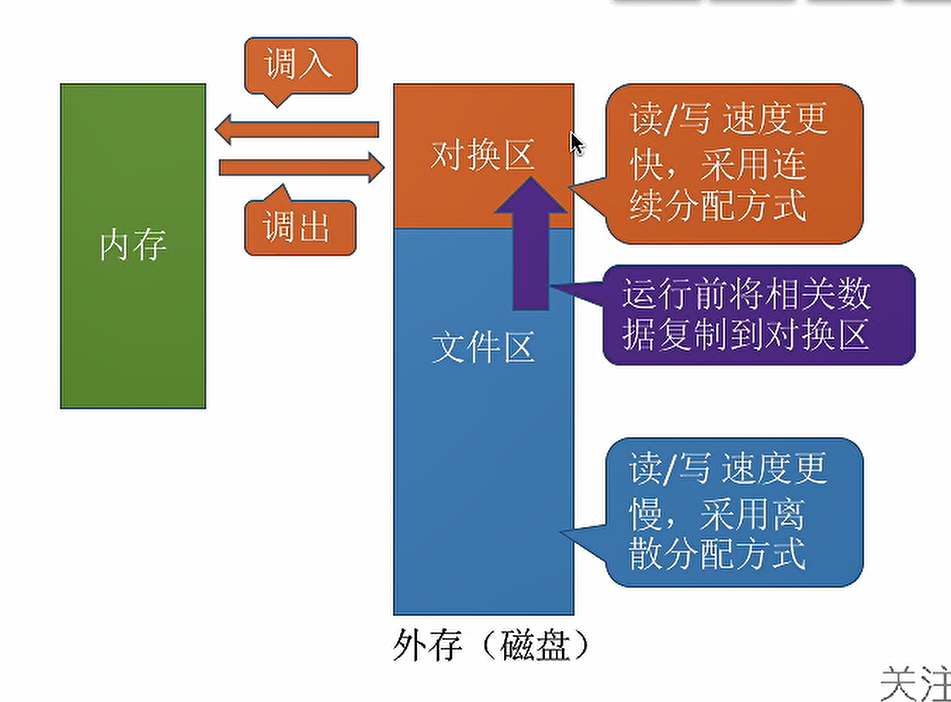 调入
调出
内存
对换区
文件区
读/写 速度更
快，采用连
续分配方式
运行前将相关数
据复制到对换区
读/写 速度更
慢，采用离
散分配方式
外存（磁盘）
关注